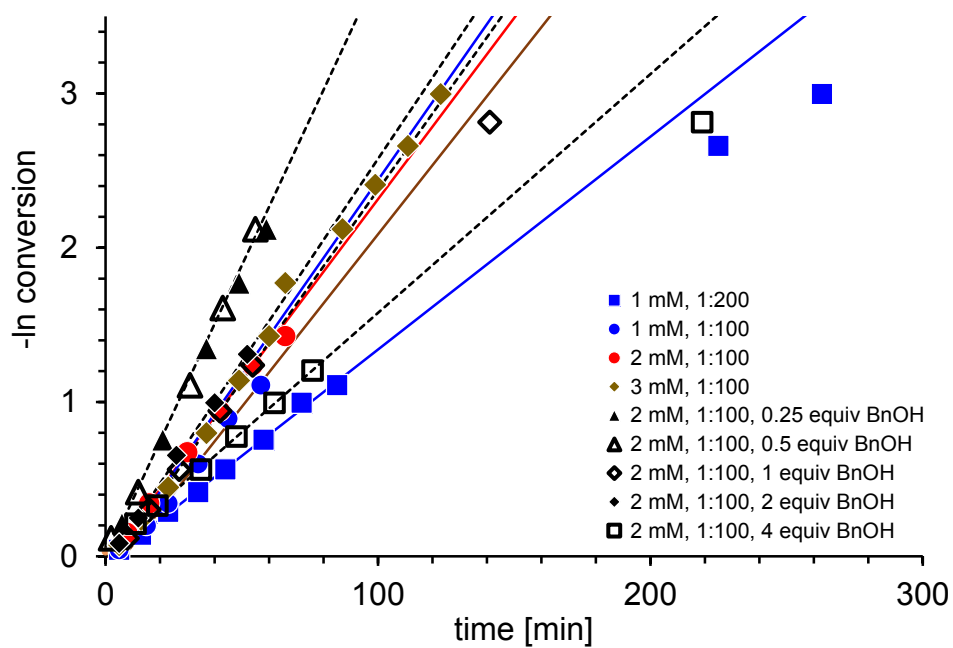 -ln conversion
3
2
1
0
0
100
200
300
time [min]
1 mM, 1:200
1 mM, 1:100
2 mM, 1:100
3 mM, 1:100
2 mM, 1:100, 0.25 equiv BnOH
2 mM, 1:100, 0.5 equiv BnOH
2 mM, 1:100, 1 equiv BnOH
2 mM, 1:100, 2 equiv BnOH
2 mM, 1:100, 4 equiv BnOH